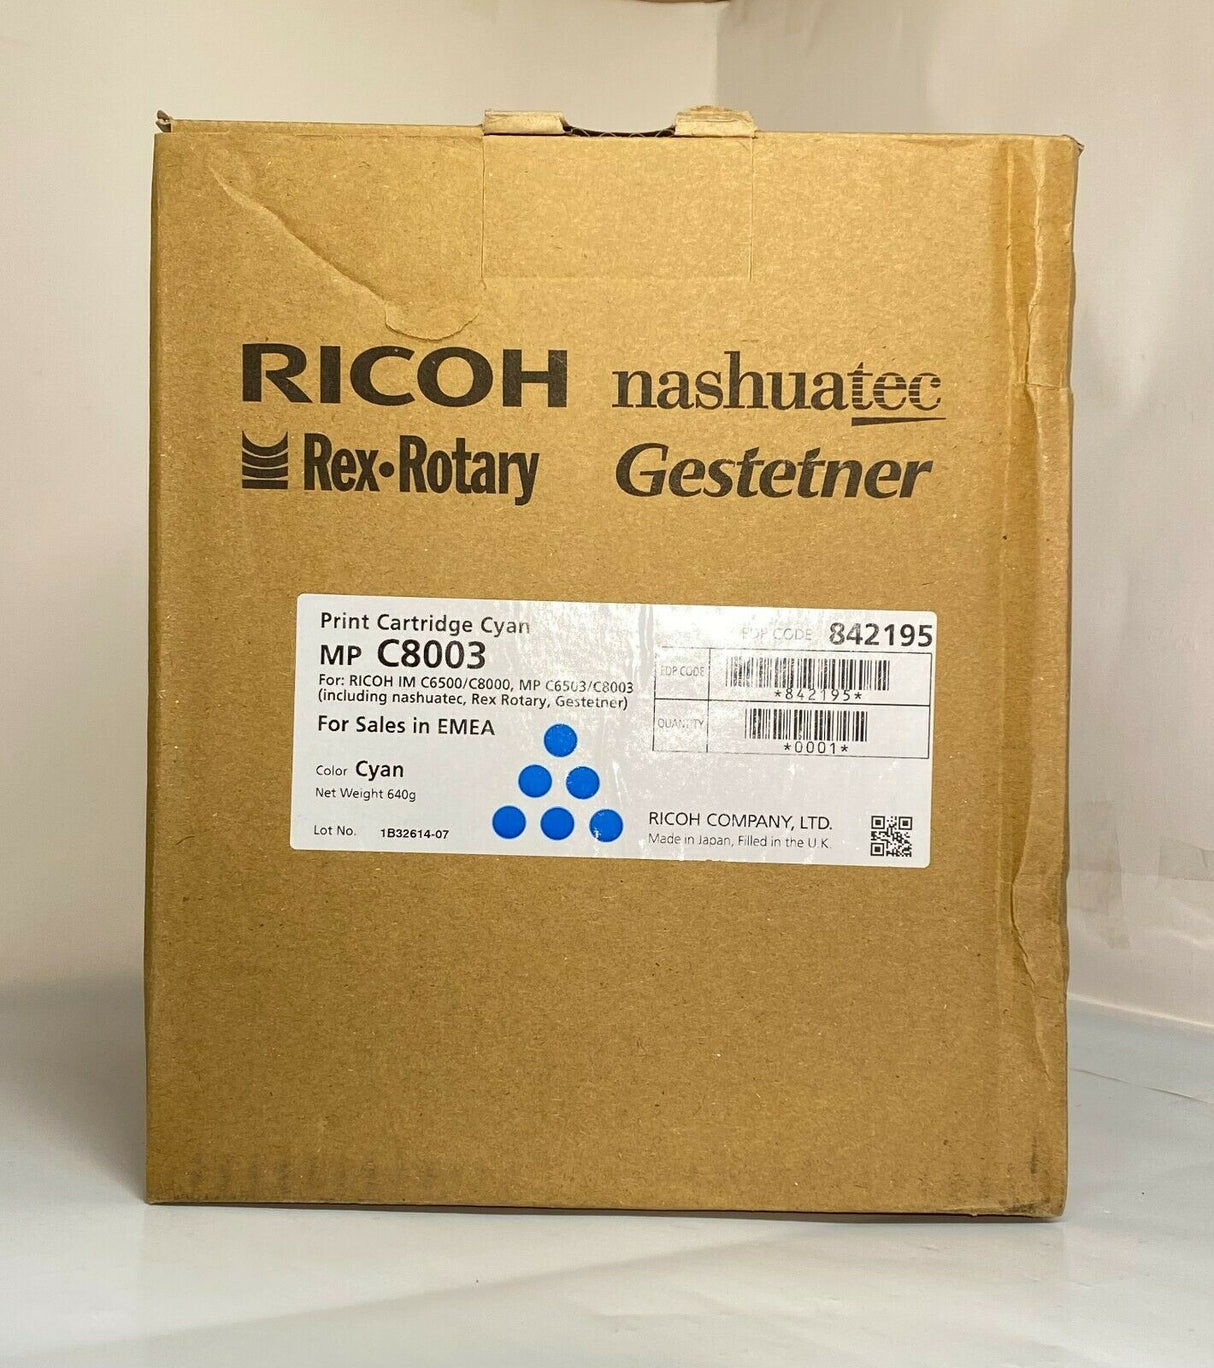 RICOH nashuatec
Rex•Rotary Gestetner
Print Cartridge Cyan
MP C8003
For: RICOH IM C6500/C8000, MP C6503/C8003
(including nashuatec, Rex Rotary, Gestetner)
For Sales in EMEA
Color Cyan
Net Weight 640g
Lot No. 1B32614-07
EDP CODE 842195
EDP CODE
*842195*
QUANTITY
*0001*
RICOH COMPANY, LTD.
Made in Japan, Filled in the U.K.